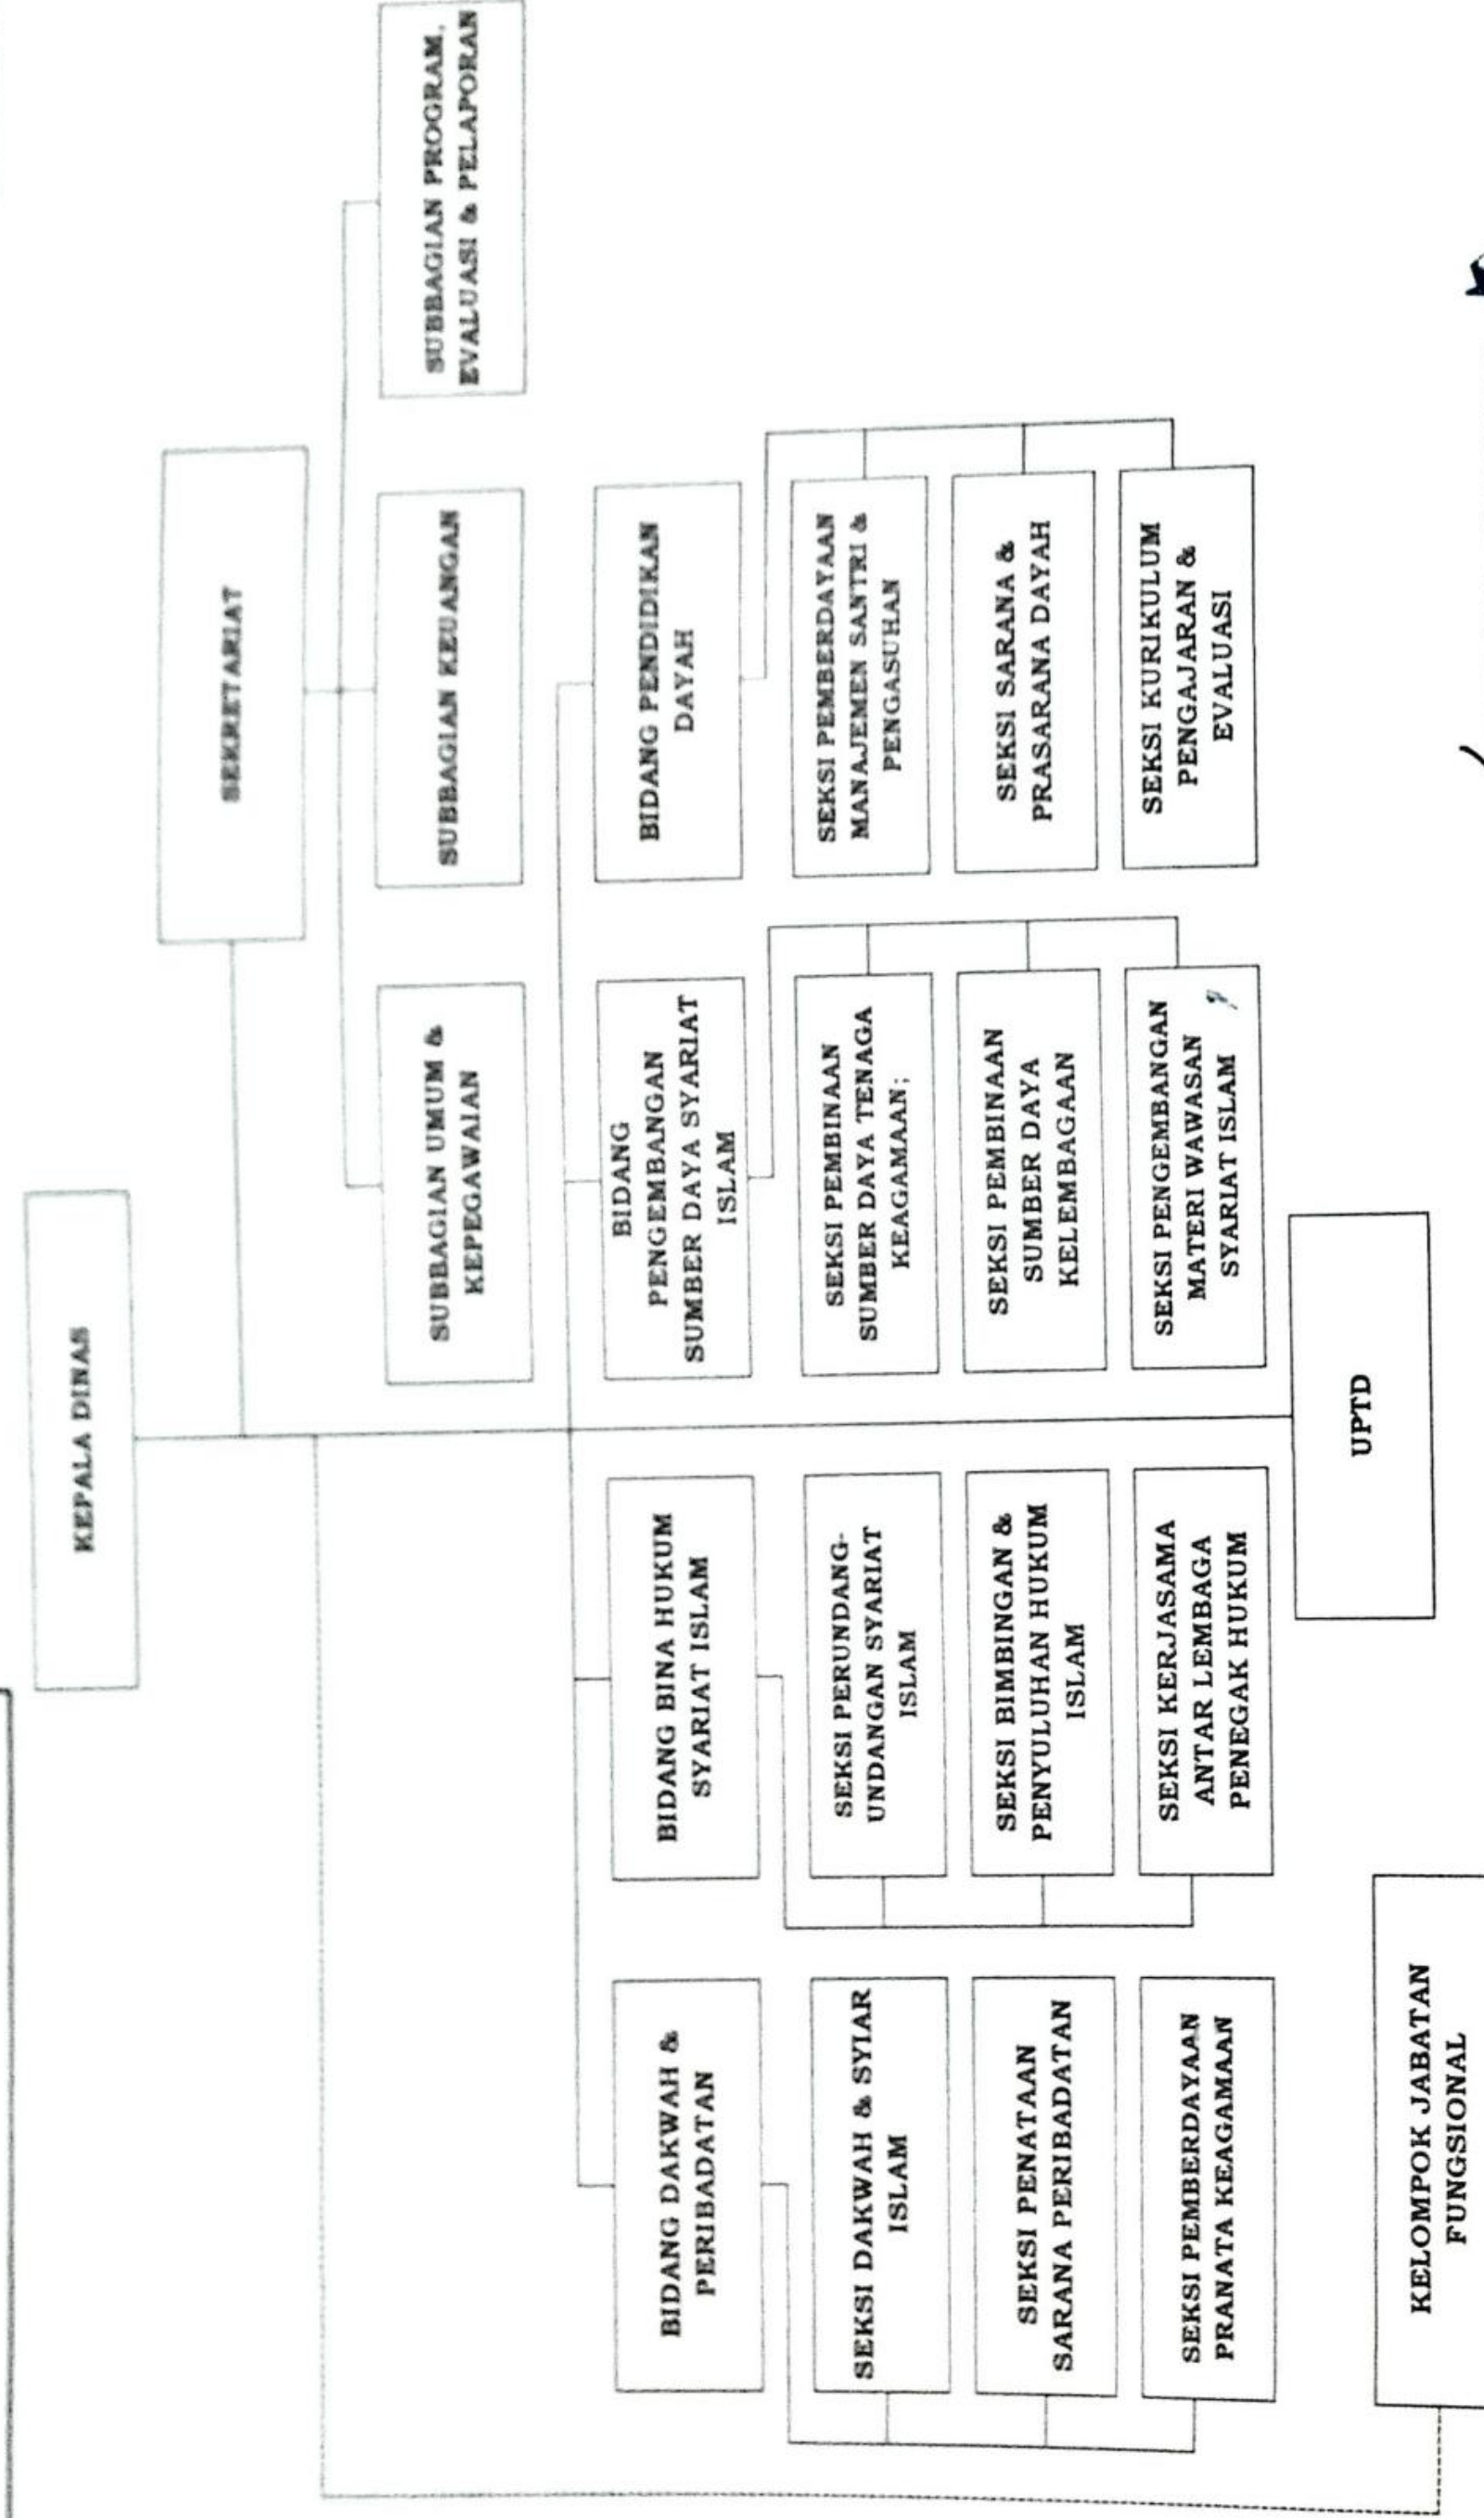 KEPALA DINAS
SEKRETARIAT
SUBBAGIAN UMUM &
KEPEGAWAIAN
SUBBAGIAN KEUANGAN
SUBBAGIAN PROGRAM,
EVALUASI & PELAPORAN
BIDANG DAKWAH &
PERIBADATAN
BIDANG BINA HUKUM
SYARIAT ISLAM
BIDANG
PENGEMBANGAN
SUMBER DAYA SYARIAT
ISLAM
BIDANG PENDIDIKAN
DAYAH
SEKSI DAKWAH & SYIAR
ISLAM
SEKSI PERUNDANG-
UNDANGAN SYARIAT
ISLAM
SEKSI PEMBINAAN
SUMBER DAYA TENAGA
KEAGAMAAN;
SEKSI PEMBERDAYAAN
MANAJEMEN SANTRI &
PENGASUHAN
SEKSI PENATAAN
SARANA PERIBADATAN
SEKSI BIMBINGAN &
PENYULUHAN HUKUM
ISLAM
SEKSI PEMBINAAN
SUMBER DAYA
KELEMBAGAAN
SEKSI SARANA &
PRASARANA DAYAH
SEKSI PEMBERDAYAAN
PRANATA KEAGAMAAN
SEKSI KERJASAMA
ANTAR LEMBAGA
PENEGAK HUKUM
SEKSI PENGEMBANGAN
MATERI WAWASAN
SYARIAT ISLAM
SEKSI KURIKULUM
PENGAJARAN &
EVALUASI
UPTD
KELOMPOK JABATAN
FUNGSIONAL